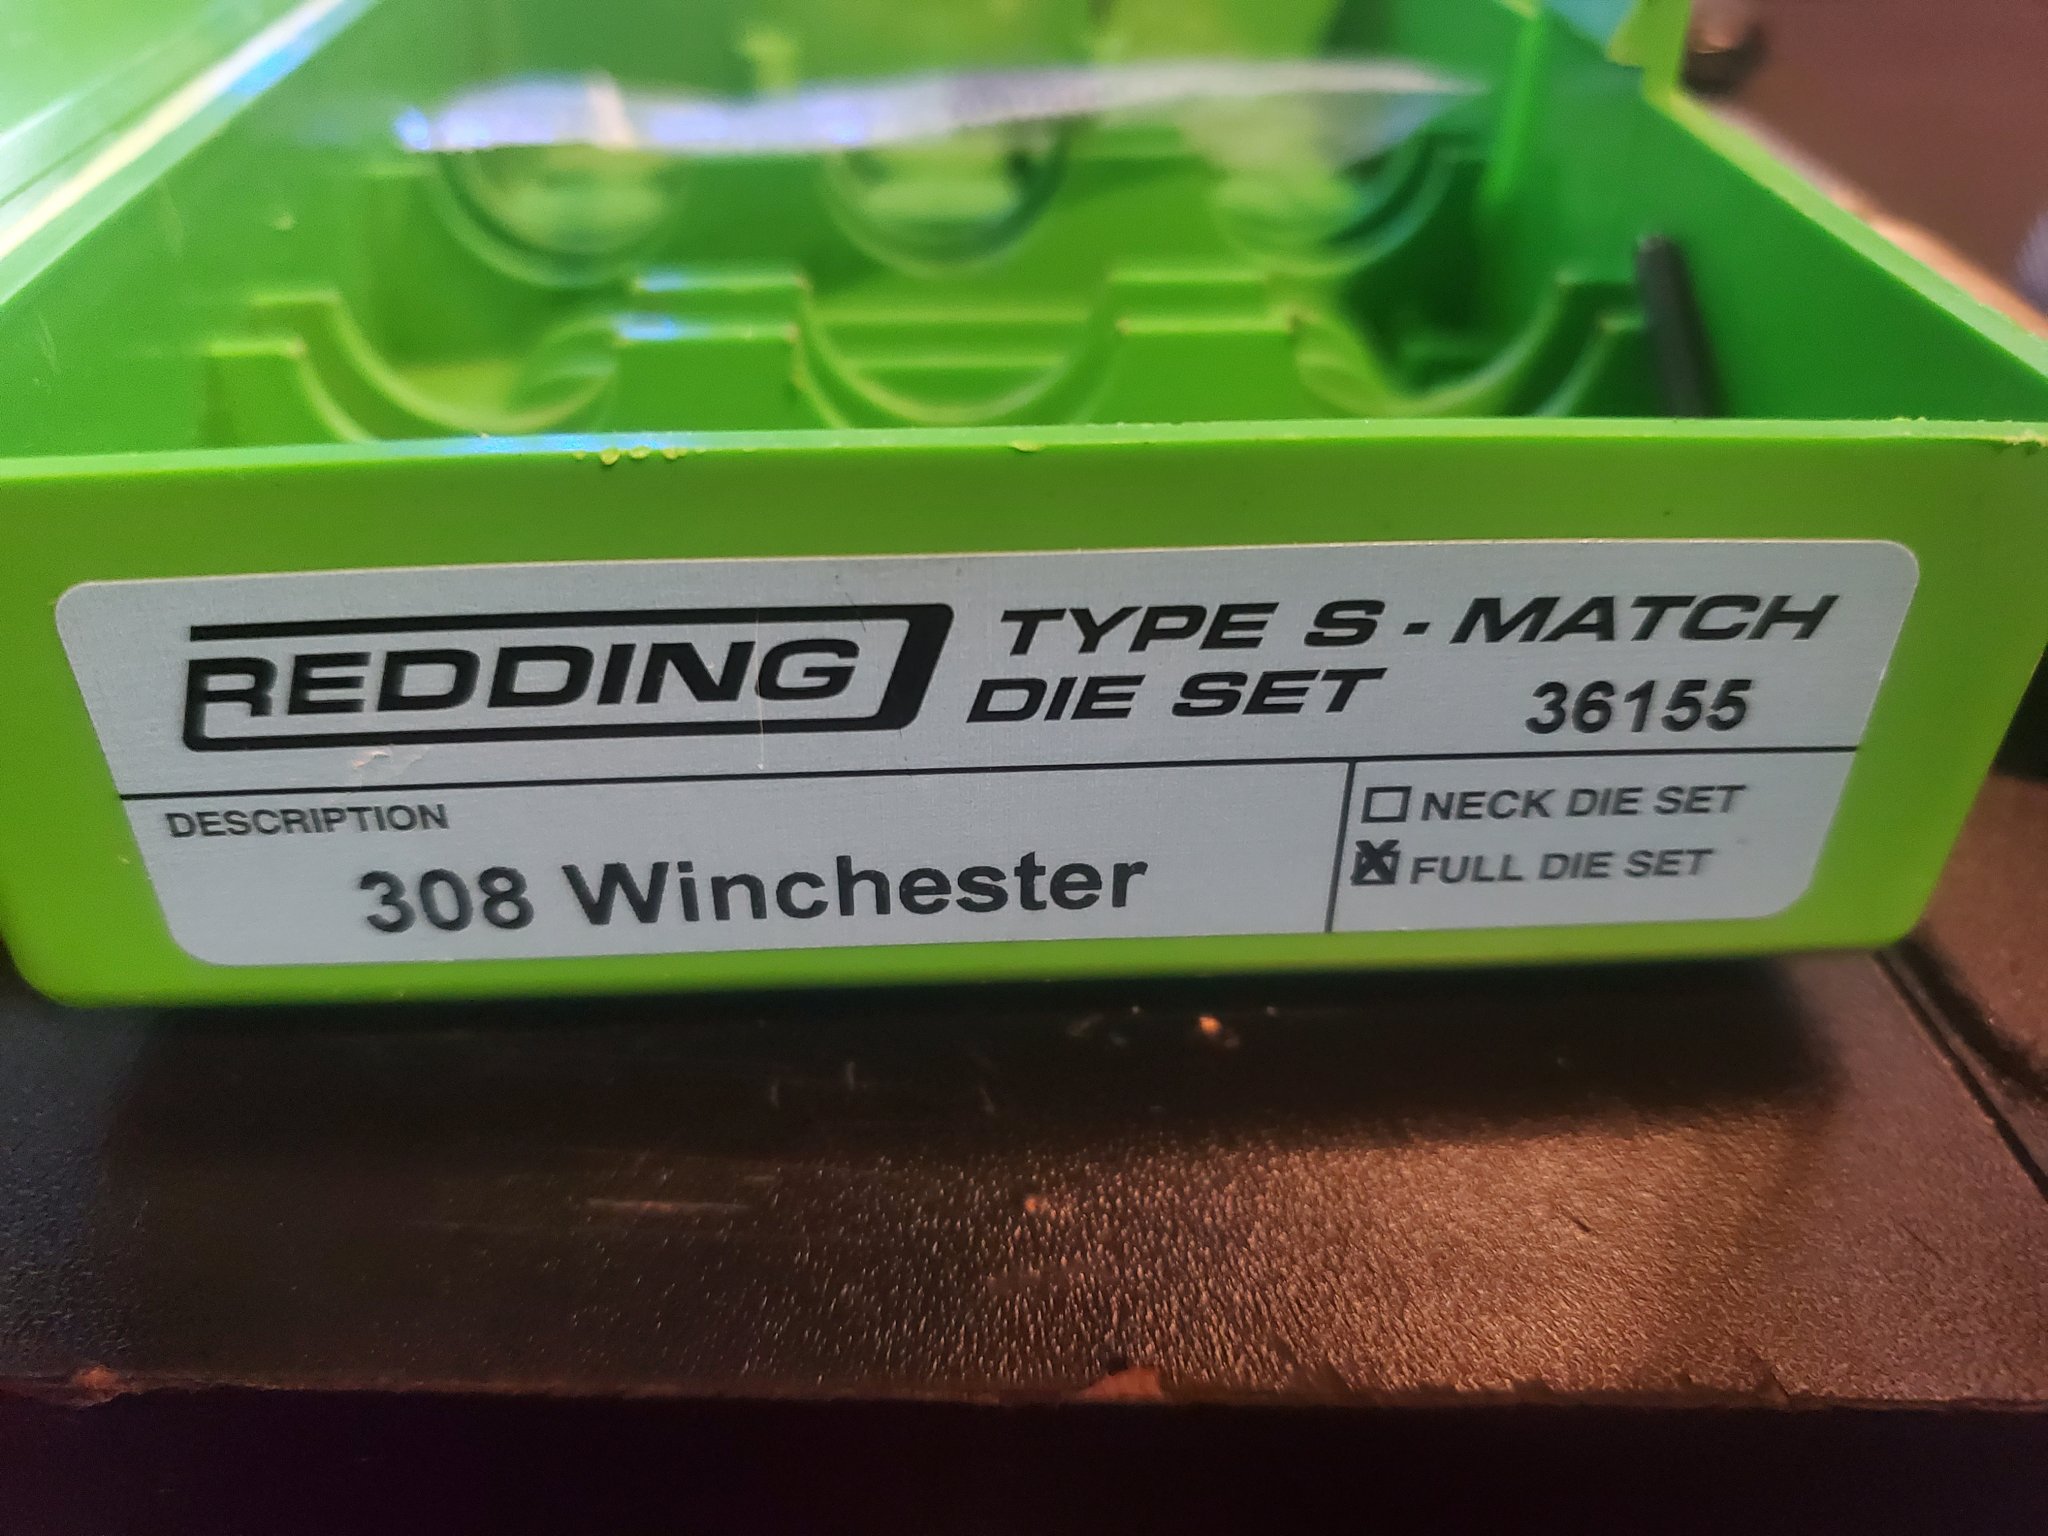 REDDING
TYPE S - MATCH
DIE SET 36155
DESCRIPTION
308 Winchester
NECK DIE SET
X FULL DIE SET